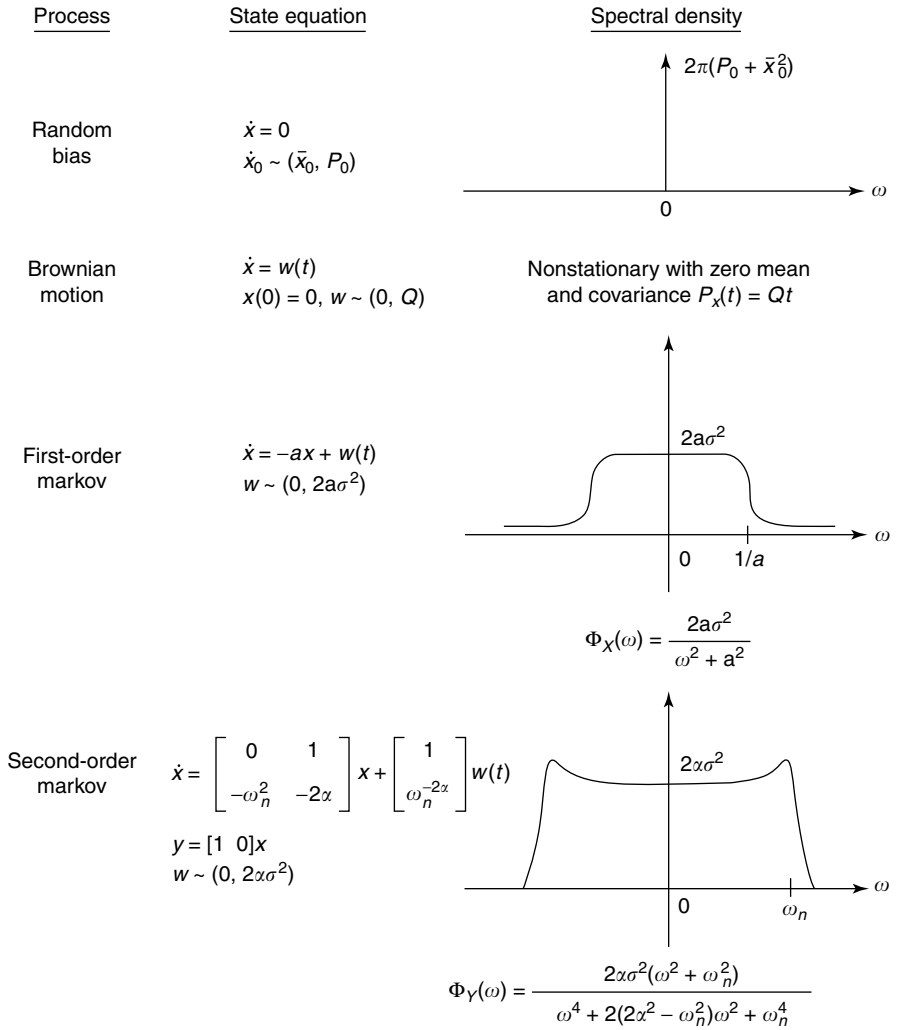 Process State equation Spectral density
2π(P₀ + x̄₀²)
Random bias
ẋ = 0
ẋ₀ ~ (x̄₀, P₀)
ω
0
Brownian motion
ẋ = w(t)
x(0) = 0, w ~ (0, Q)
Nonstationary with zero mean
and covariance Pₓ(t) = Qt
First-order markov
ẋ = –ax + w(t)
w ~ (0, 2aσ²)
2aσ²
ω
0 1/a
Φ_X(ω) = 2aσ² / (ω² + a²)
Second-order markov
ẋ = [0 1; –ωₙ² –2α] x + [1; ωₙ^(–2α)] w(t)
y = [1 0]x
w ~ (0, 2ασ²)
2ασ²
ω
0 ωₙ
Φ_Y(ω) = 2ασ²(ω² + ωₙ²) / (ω⁴ + 2(2α² – ωₙ²)ω² + ωₙ⁴)